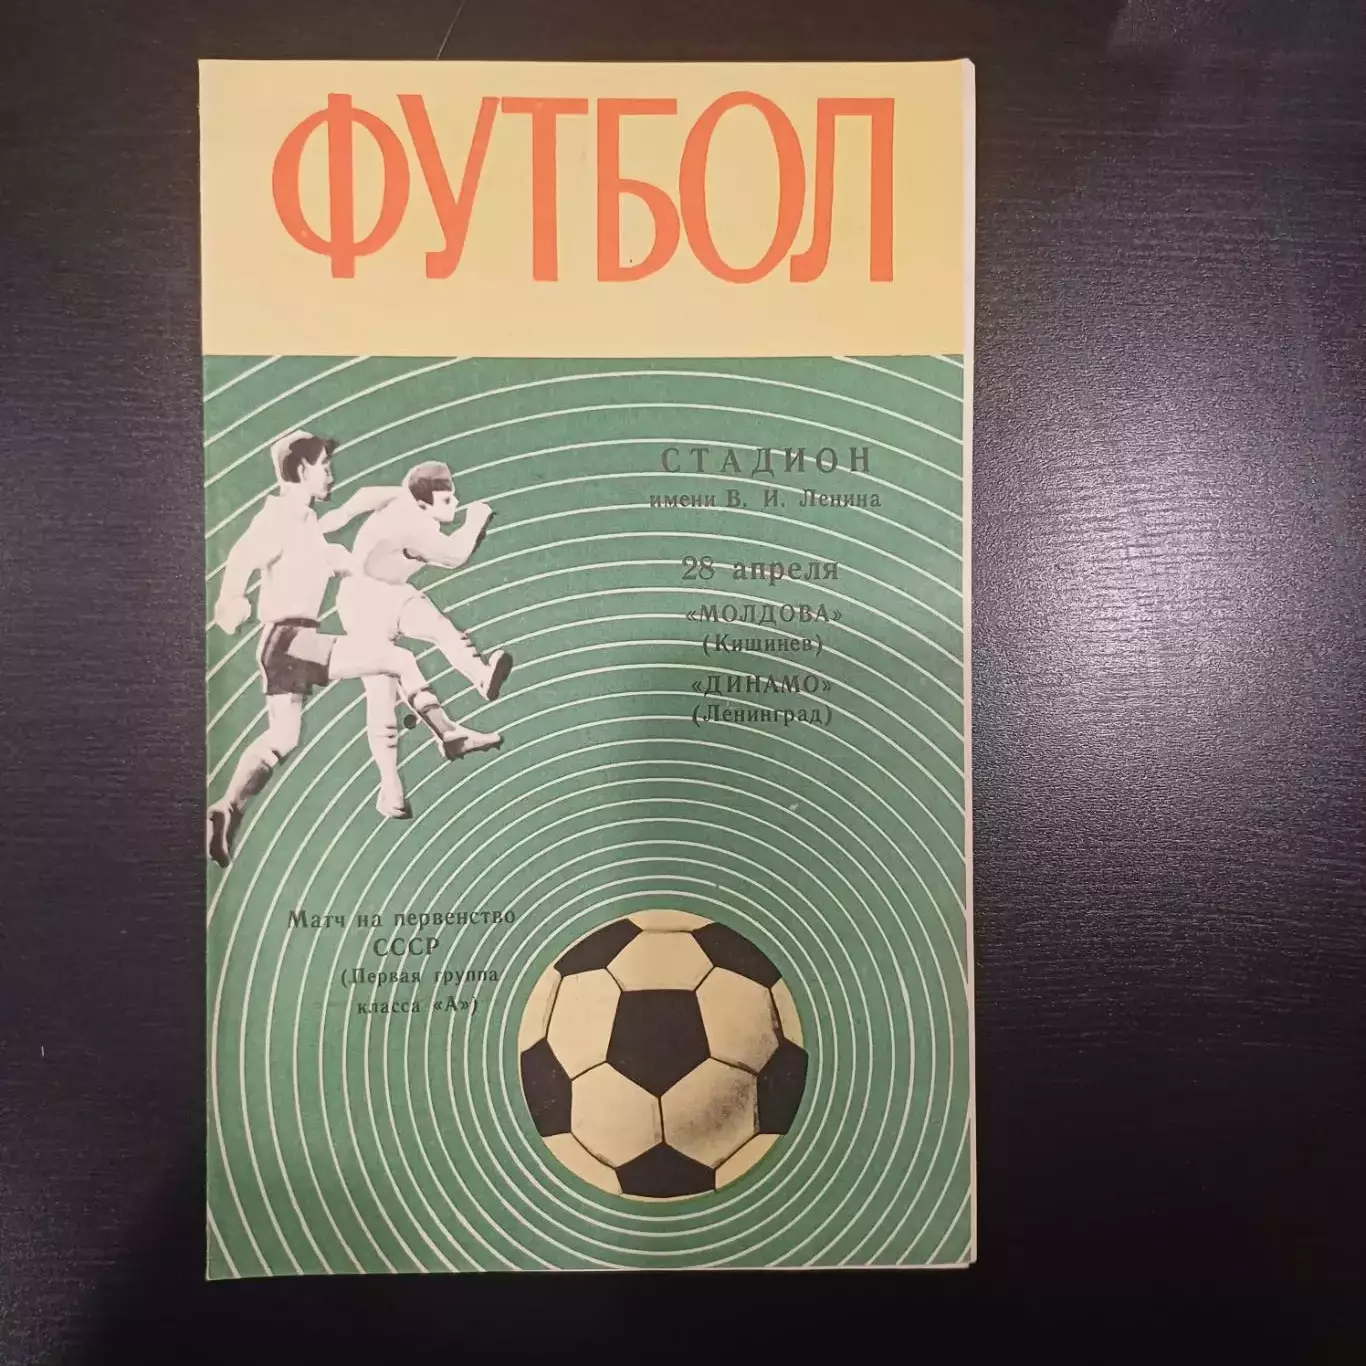 ФУТБОЛ
СТАДИОН
имени В. И. Ленина
28 апреля
«МОЛДОВА»
(Кишинев)
«ДИНАМО»
(Ленинград)
Матч на первенство
СССР
(Первая группа
класса «А»)